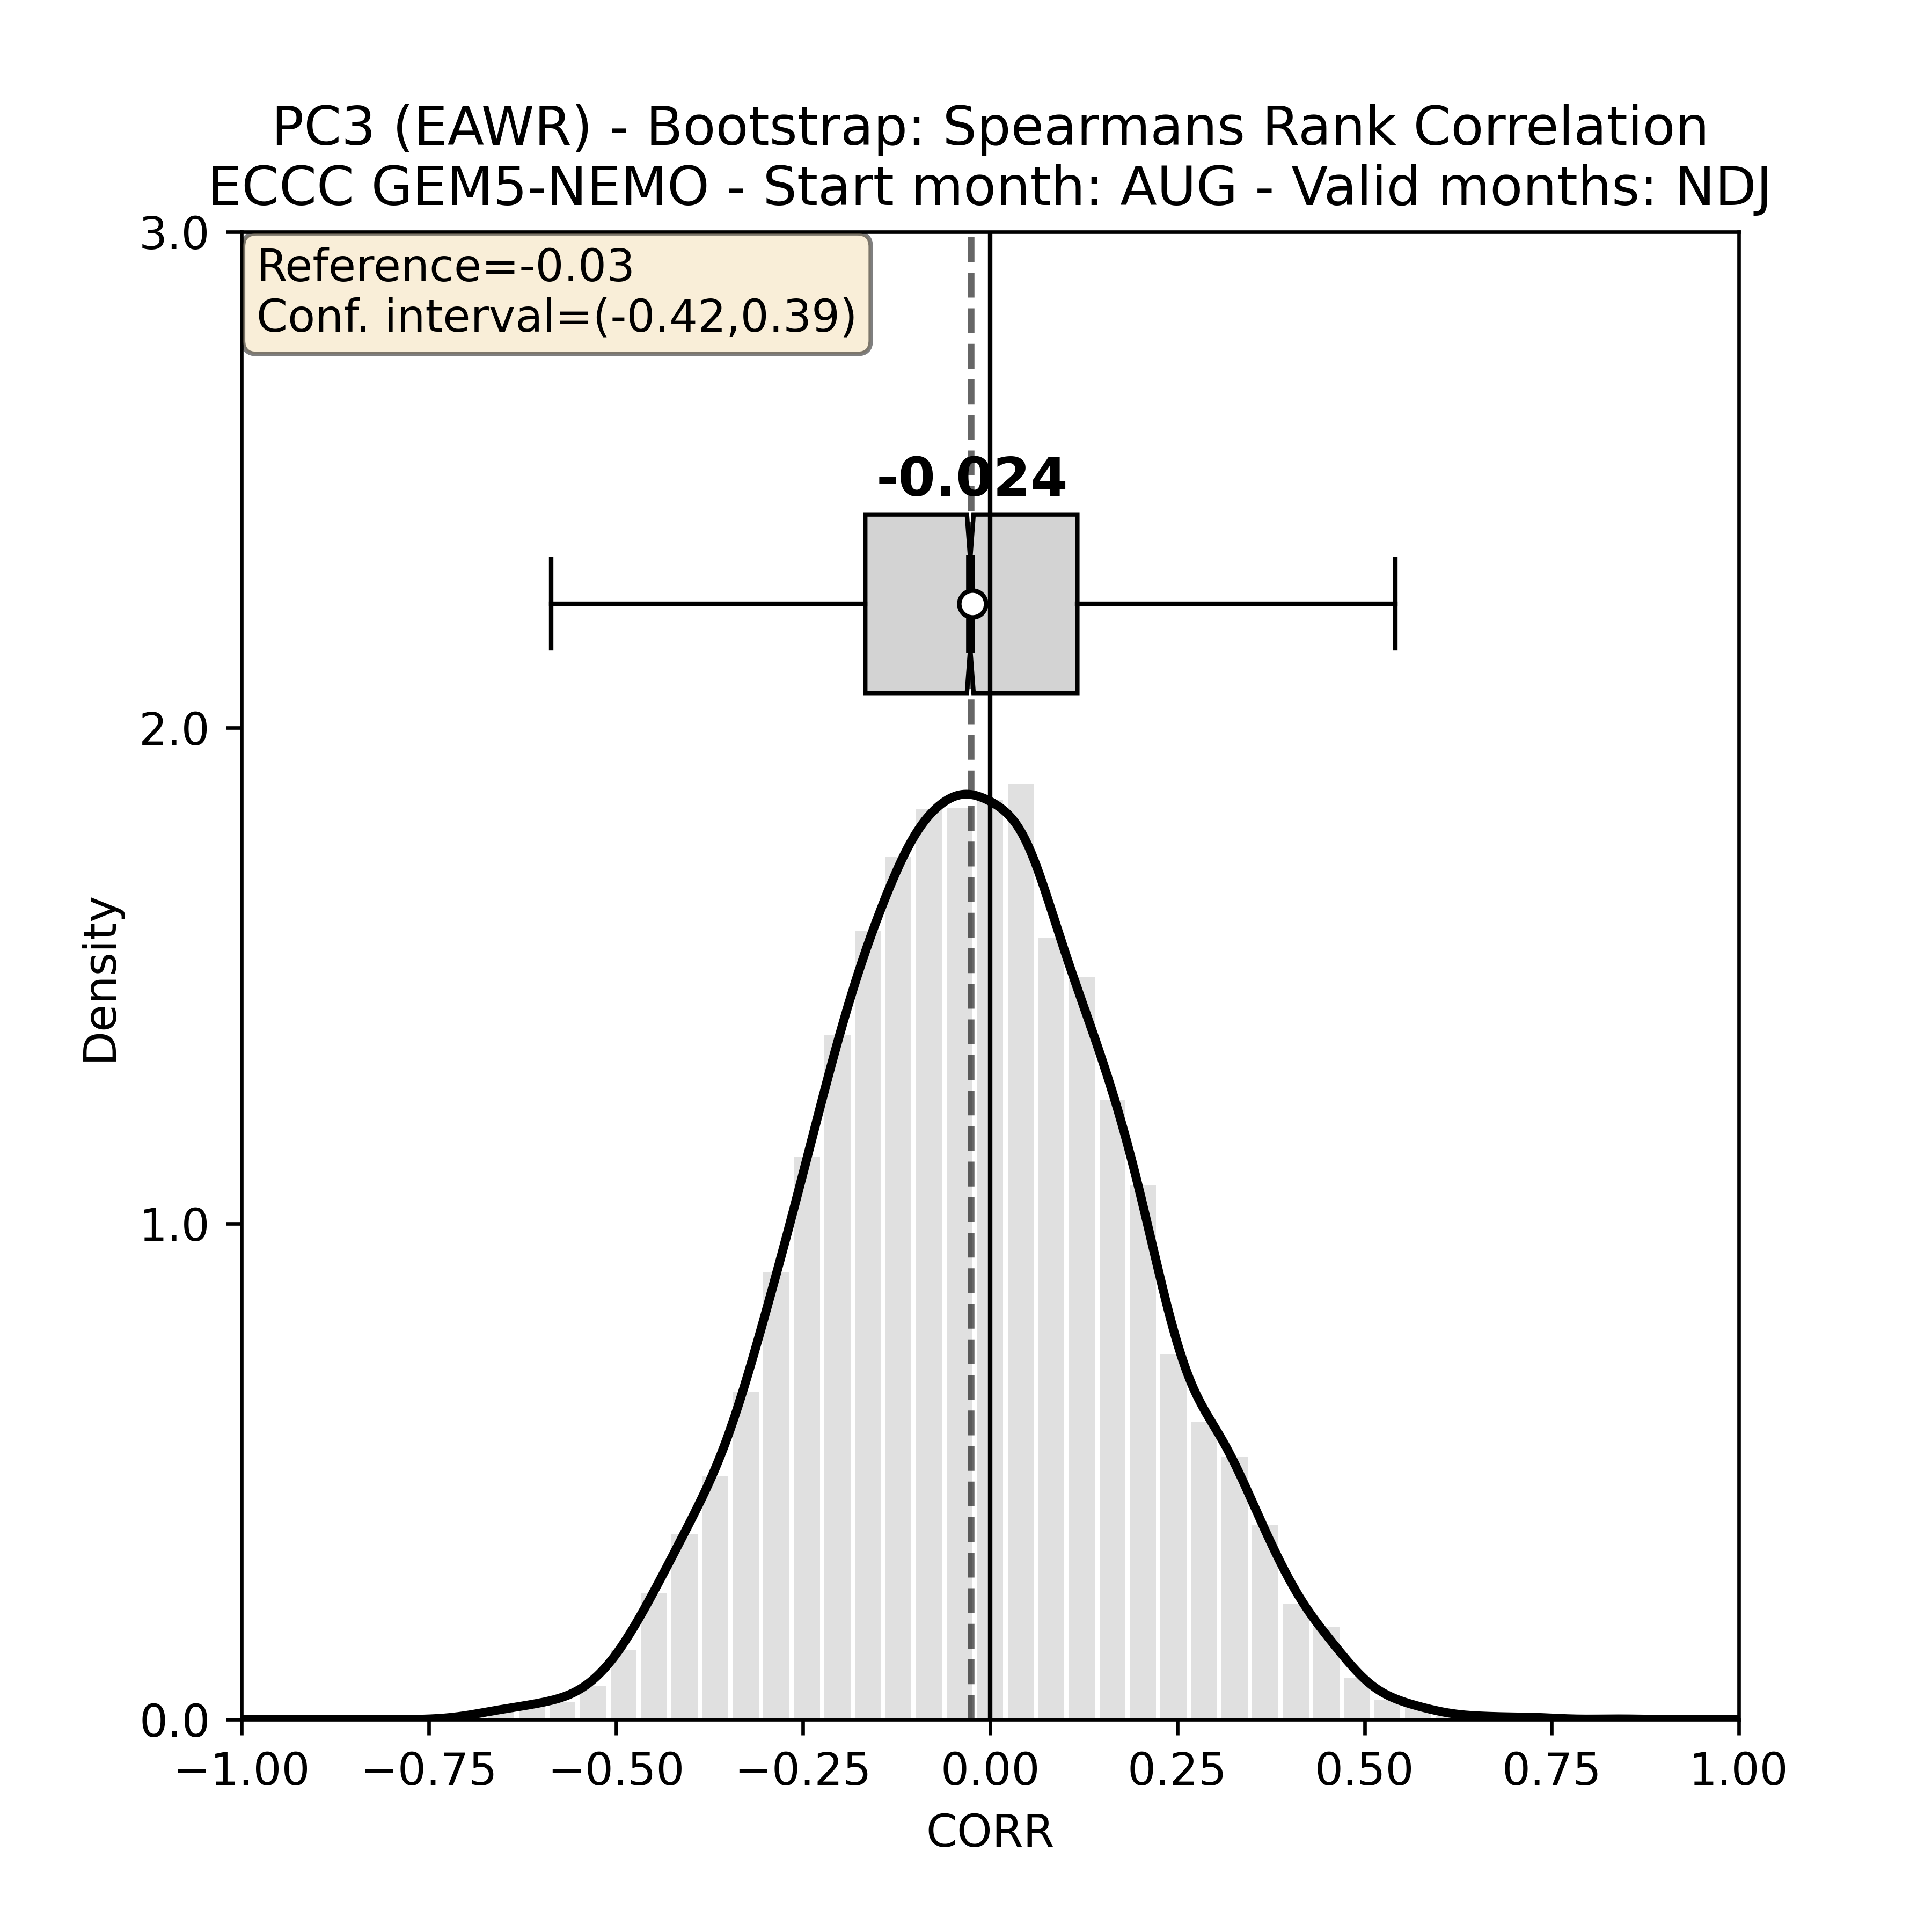 PC3 (EAWR) - Bootstrap: Spearmans Rank Correlation
ECCC GEM5-NEMO - Start month: AUG - Valid months: NDJ
3.0
Reference=-0.03
Conf. interval=(-0.42,0.39)
-0.024
2.0
Density
1.0
0.0
−1.00 −0.75 −0.50 −0.25 0.00 0.25 0.50 0.75 1.00
CORR